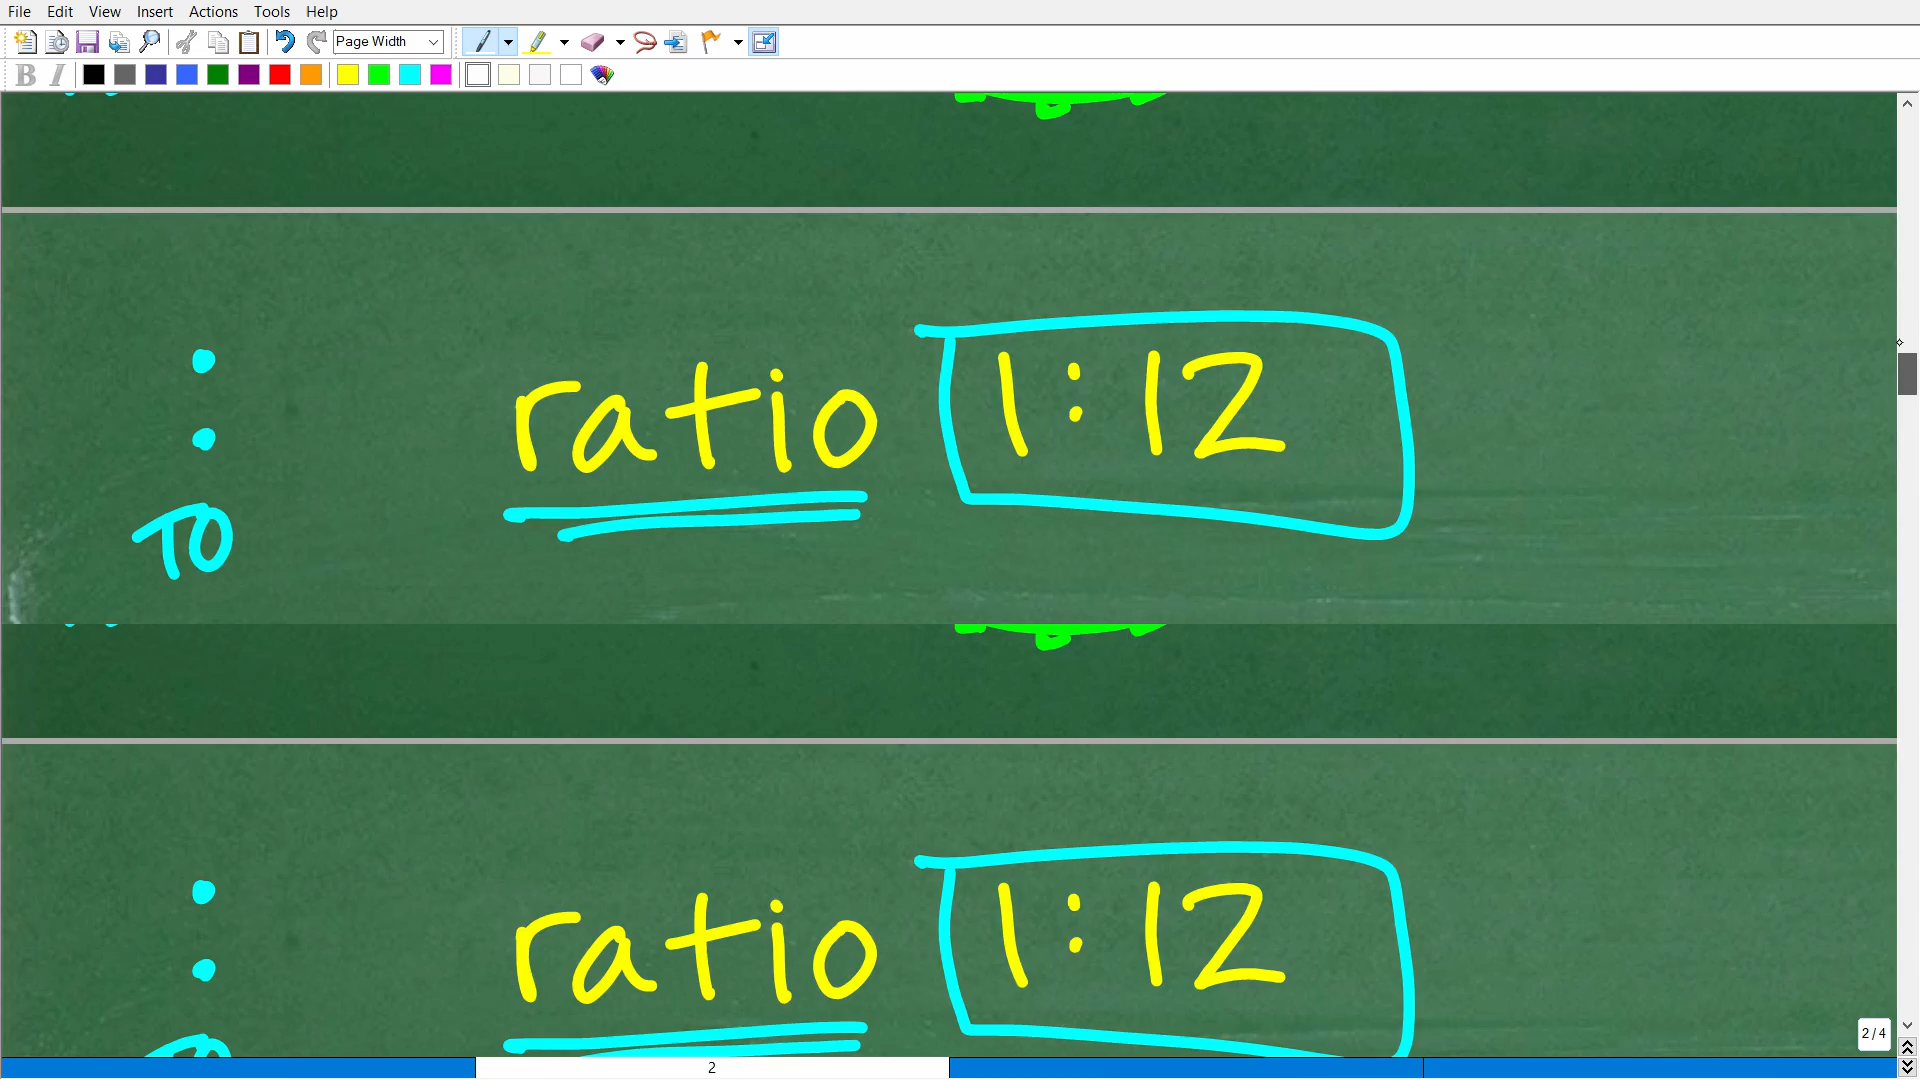 File Edit View Insert Actions Tools Help
Page Width
B I
: ratio 1:12
TO
: ratio 1:12
TO
2 / 4
2